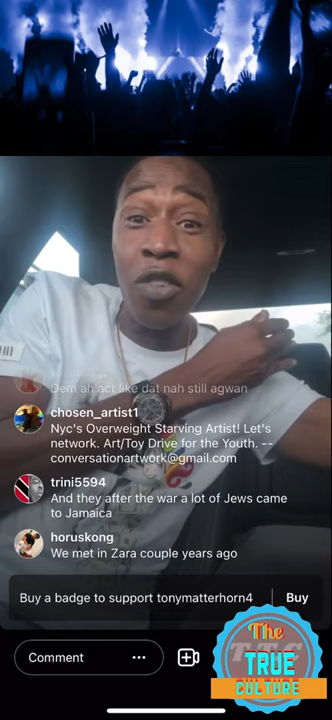 Dem ah act like dat nah still agwan
chosen_artist1
Nyc's Overweight Starving Artist! Let's
network. Art/Toy Drive for the Youth. --
conversationartwork@gmail.com
trini5594
And they after the war a lot of Jews came
to Jamaica
horuskong
We met in Zara couple years ago
Buy a badge to support tonymatterhorn4
Buy
Comment
The
TRUE
CULTURE